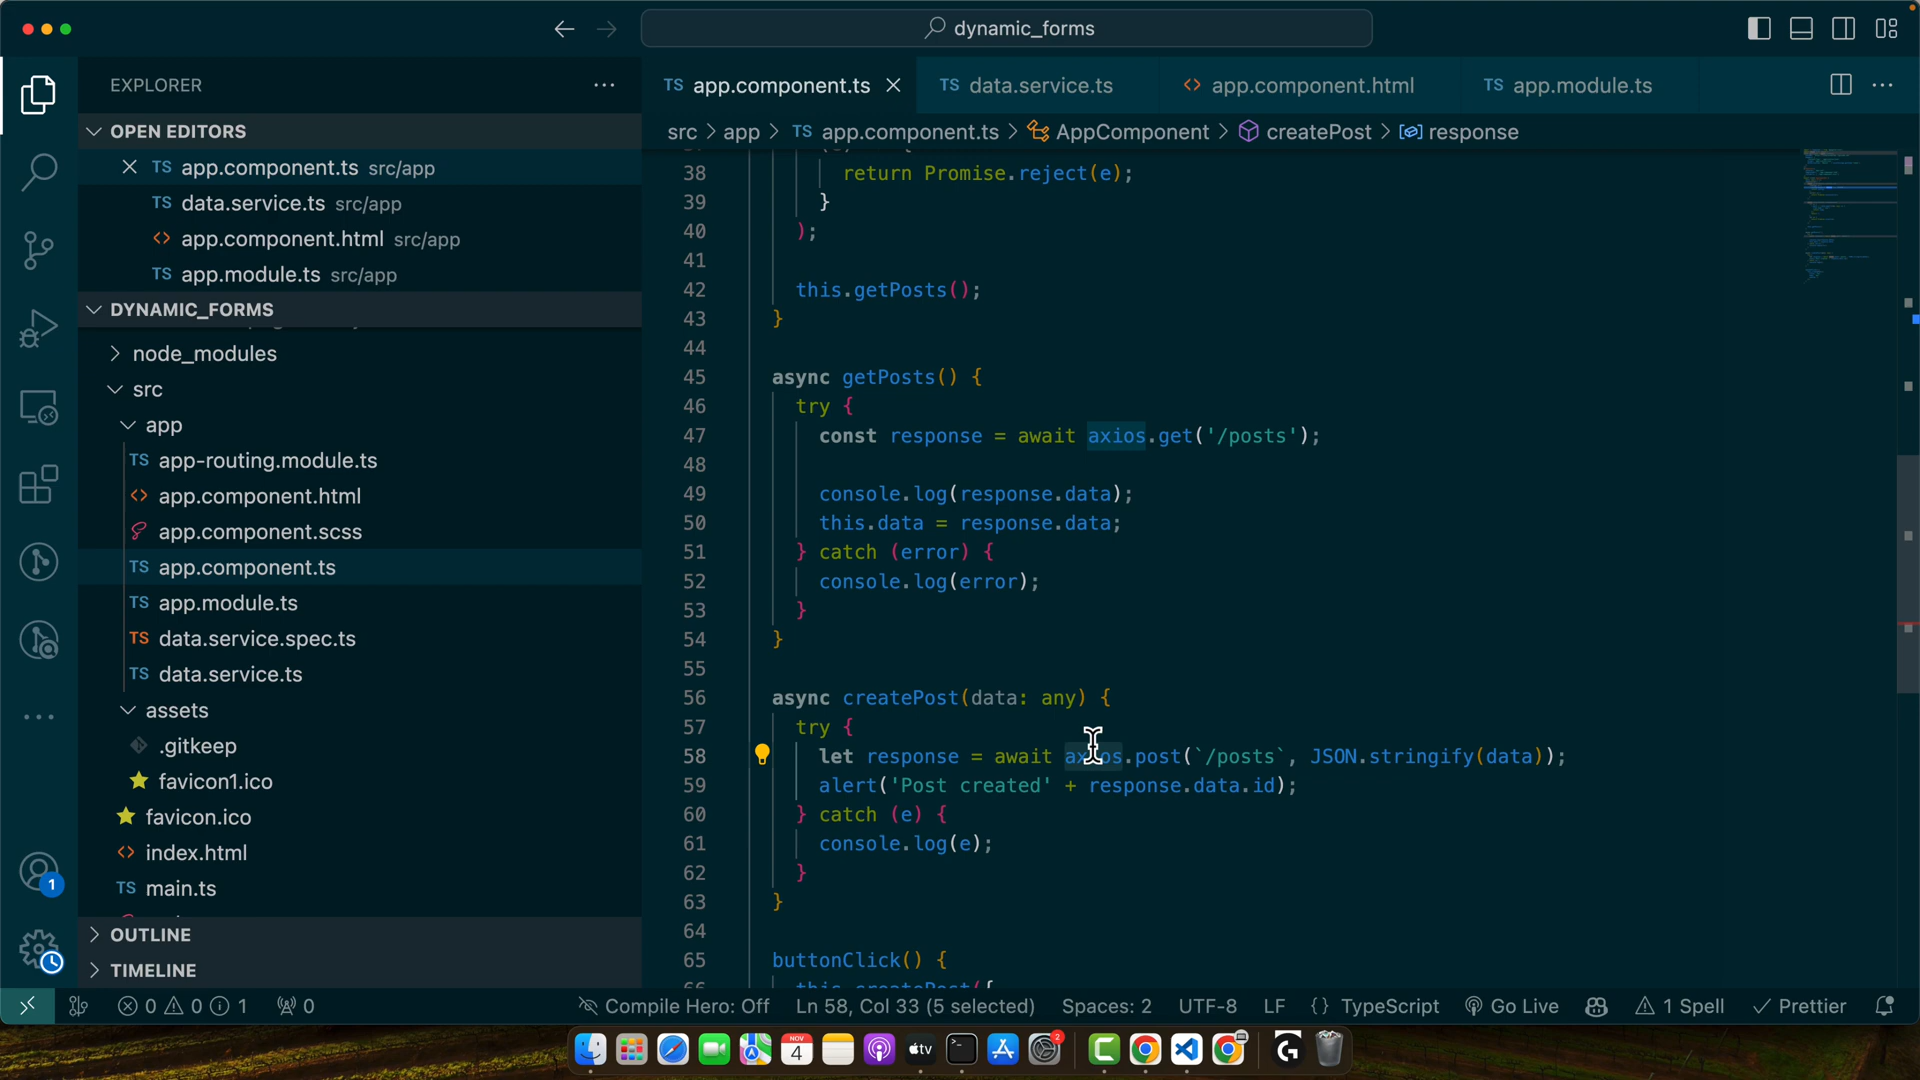 dynamic_forms
EXPLORER
OPEN EDITORS
TS app.component.ts src/app
TS data.service.ts src/app
<> app.component.html src/app
TS app.module.ts src/app
DYNAMIC_FORMS
node_modules
src
app
TS app-routing.module.ts
<> app.component.html
app.component.scss
TS app.component.ts
TS app.module.ts
TS data.service.spec.ts
TS data.service.ts
assets
.gitkeep
favicon1.ico
favicon.ico
<> index.html
TS main.ts
OUTLINE
TIMELINE
1
TS app.component.ts
TS data.service.ts
<> app.component.html
TS app.module.ts
src > app > TS app.component.ts > AppComponent > createPost > response
38 return Promise.reject(e);
39 }
40 );
41
42 this.getPosts();
43 }
44
45 async getPosts() {
46 try {
47 const response = await axios.get('/posts');
48
49 console.log(response.data);
50 this.data = response.data;
51 } catch (error) {
52 console.log(error);
53 }
54 }
55
56 async createPost(data: any) {
57 try {
58 let response = await axios.post(`/posts`, JSON.stringify(data));
59 alert('Post created' + response.data.id);
60 } catch (e) {
61 console.log(e);
62 }
63 }
64
65 buttonClick() {
0 0 1 0 Compile Hero: Off Ln 58, Col 33 (5 selected) Spaces: 2 UTF-8 LF {} TypeScript Go Live 1 Spell Prettier
NOV
4
tv
2